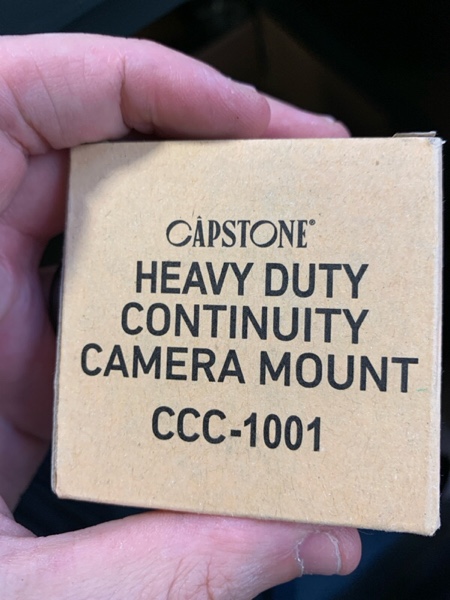 CÂPSTONE®
HEAVY DUTY
CONTINUITY
CAMERA MOUNT
CCC-1001